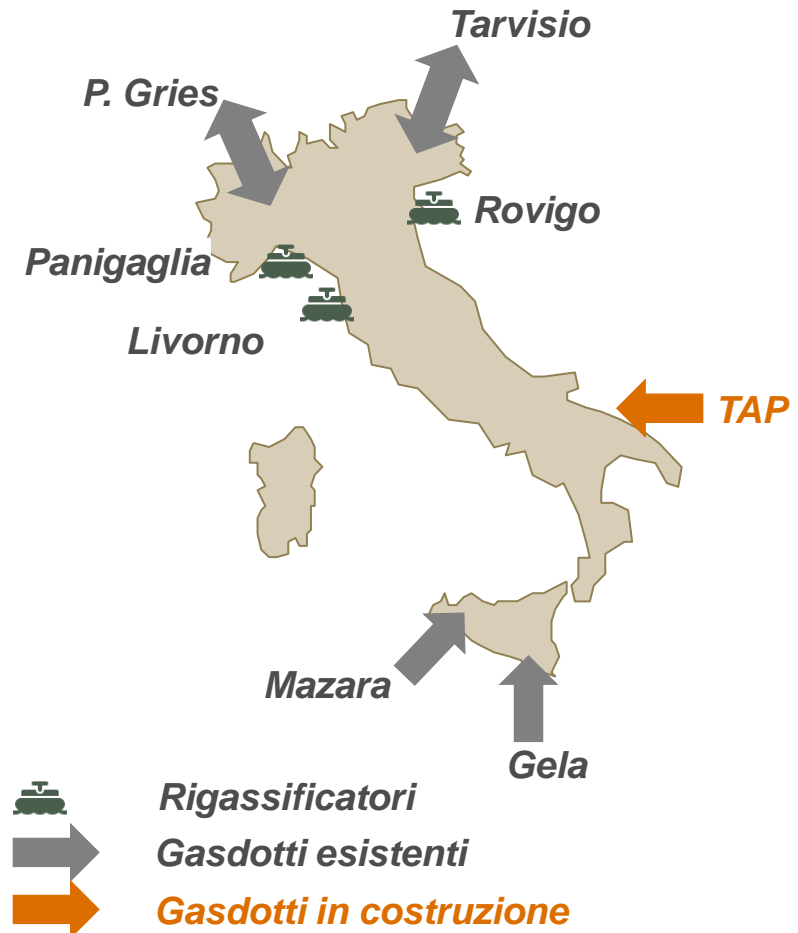 Tarvisio
P. Gries
Rovigo
Panigaglia
Livorno
TAP
Mazara
Gela
Rigassificatori
Gasdotti esistenti
Gasdotti in costruzione